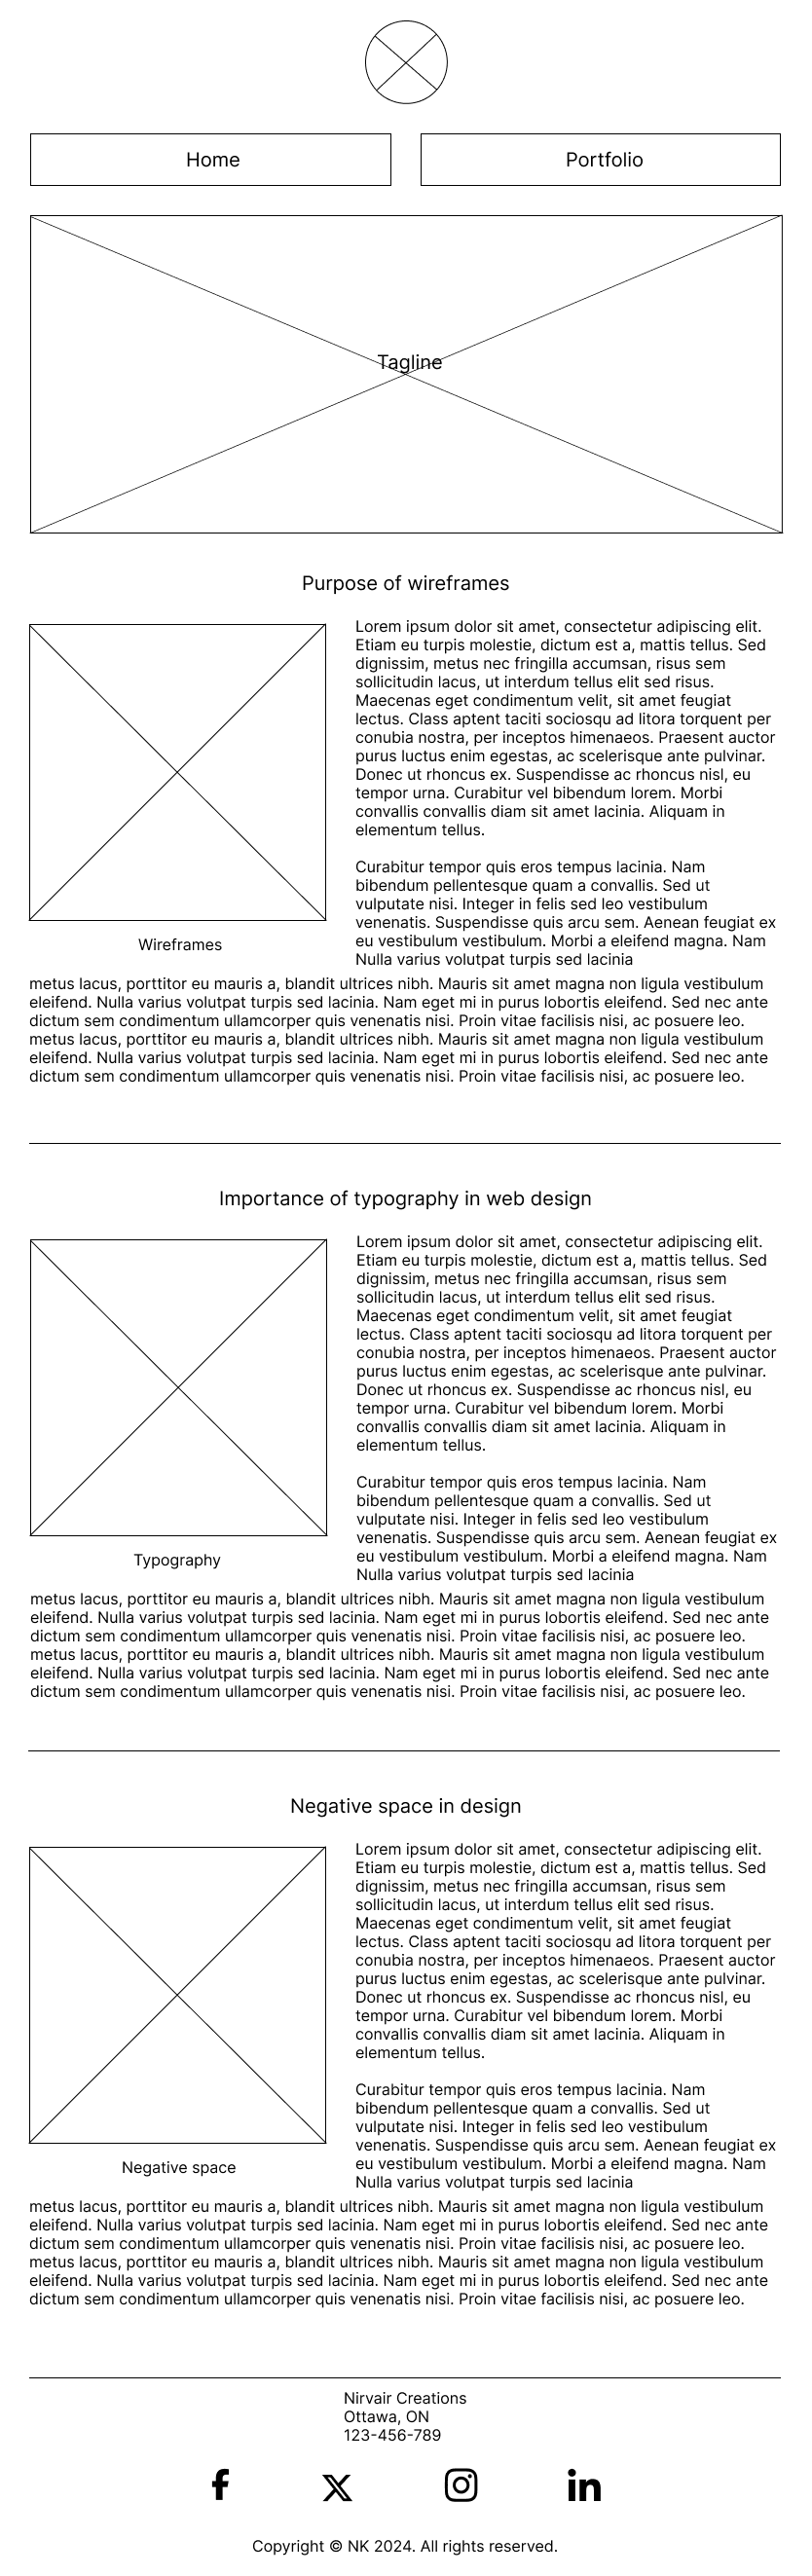 Home
Portfolio
Tagline
Purpose of wireframes
Lorem ipsum dolor sit amet, consectetur adipiscing elit.
Etiam eu turpis molestie, dictum est a, mattis tellus. Sed
dignissim, metus nec fringilla accumsan, risus sem
sollicitudin lacus, ut interdum tellus elit sed risus.
Maecenas eget condimentum velit, sit amet feugiat
lectus. Class aptent taciti sociosqu ad litora torquent per
conubia nostra, per inceptos himenaeos. Praesent auctor
purus luctus enim egestas, ac scelerisque ante pulvinar.
Donec ut rhoncus ex. Suspendisse ac rhoncus nisl, eu
tempor urna. Curabitur vel bibendum lorem. Morbi
convallis convallis diam sit amet lacinia. Aliquam in
elementum tellus.
Curabitur tempor quis eros tempus lacinia. Nam
bibendum pellentesque quam a convallis. Sed ut
vulputate nisi. Integer in felis sed leo vestibulum
venenatis. Suspendisse quis arcu sem. Aenean feugiat ex
eu vestibulum vestibulum. Morbi a eleifend magna. Nam
Nulla varius volutpat turpis sed lacinia
Wireframes
metus lacus, porttitor eu mauris a, blandit ultrices nibh. Mauris sit amet magna non ligula vestibulum
eleifend. Nulla varius volutpat turpis sed lacinia. Nam eget mi in purus lobortis eleifend. Sed nec ante
dictum sem condimentum ullamcorper quis venenatis nisi. Proin vitae facilisis nisi, ac posuere leo.
metus lacus, porttitor eu mauris a, blandit ultrices nibh. Mauris sit amet magna non ligula vestibulum
eleifend. Nulla varius volutpat turpis sed lacinia. Nam eget mi in purus lobortis eleifend. Sed nec ante
dictum sem condimentum ullamcorper quis venenatis nisi. Proin vitae facilisis nisi, ac posuere leo.
Importance of typography in web design
Lorem ipsum dolor sit amet, consectetur adipiscing elit.
Etiam eu turpis molestie, dictum est a, mattis tellus. Sed
dignissim, metus nec fringilla accumsan, risus sem
sollicitudin lacus, ut interdum tellus elit sed risus.
Maecenas eget condimentum velit, sit amet feugiat
lectus. Class aptent taciti sociosqu ad litora torquent per
conubia nostra, per inceptos himenaeos. Praesent auctor
purus luctus enim egestas, ac scelerisque ante pulvinar.
Donec ut rhoncus ex. Suspendisse ac rhoncus nisl, eu
tempor urna. Curabitur vel bibendum lorem. Morbi
convallis convallis diam sit amet lacinia. Aliquam in
elementum tellus.
Curabitur tempor quis eros tempus lacinia. Nam
bibendum pellentesque quam a convallis. Sed ut
vulputate nisi. Integer in felis sed leo vestibulum
venenatis. Suspendisse quis arcu sem. Aenean feugiat ex
eu vestibulum vestibulum. Morbi a eleifend magna. Nam
Nulla varius volutpat turpis sed lacinia
Typography
metus lacus, porttitor eu mauris a, blandit ultrices nibh. Mauris sit amet magna non ligula vestibulum
eleifend. Nulla varius volutpat turpis sed lacinia. Nam eget mi in purus lobortis eleifend. Sed nec ante
dictum sem condimentum ullamcorper quis venenatis nisi. Proin vitae facilisis nisi, ac posuere leo.
metus lacus, porttitor eu mauris a, blandit ultrices nibh. Mauris sit amet magna non ligula vestibulum
eleifend. Nulla varius volutpat turpis sed lacinia. Nam eget mi in purus lobortis eleifend. Sed nec ante
dictum sem condimentum ullamcorper quis venenatis nisi. Proin vitae facilisis nisi, ac posuere leo.
Negative space in design
Lorem ipsum dolor sit amet, consectetur adipiscing elit.
Etiam eu turpis molestie, dictum est a, mattis tellus. Sed
dignissim, metus nec fringilla accumsan, risus sem
sollicitudin lacus, ut interdum tellus elit sed risus.
Maecenas eget condimentum velit, sit amet feugiat
lectus. Class aptent taciti sociosqu ad litora torquent per
conubia nostra, per inceptos himenaeos. Praesent auctor
purus luctus enim egestas, ac scelerisque ante pulvinar.
Donec ut rhoncus ex. Suspendisse ac rhoncus nisl, eu
tempor urna. Curabitur vel bibendum lorem. Morbi
convallis convallis diam sit amet lacinia. Aliquam in
elementum tellus.
Curabitur tempor quis eros tempus lacinia. Nam
bibendum pellentesque quam a convallis. Sed ut
vulputate nisi. Integer in felis sed leo vestibulum
venenatis. Suspendisse quis arcu sem. Aenean feugiat ex
eu vestibulum vestibulum. Morbi a eleifend magna. Nam
Nulla varius volutpat turpis sed lacinia
Negative space
metus lacus, porttitor eu mauris a, blandit ultrices nibh. Mauris sit amet magna non ligula vestibulum
eleifend. Nulla varius volutpat turpis sed lacinia. Nam eget mi in purus lobortis eleifend. Sed nec ante
dictum sem condimentum ullamcorper quis venenatis nisi. Proin vitae facilisis nisi, ac posuere leo.
metus lacus, porttitor eu mauris a, blandit ultrices nibh. Mauris sit amet magna non ligula vestibulum
eleifend. Nulla varius volutpat turpis sed lacinia. Nam eget mi in purus lobortis eleifend. Sed nec ante
dictum sem condimentum ullamcorper quis venenatis nisi. Proin vitae facilisis nisi, ac posuere leo.
Nirvair Creations
Ottawa, ON
123-456-789
Copyright © NK 2024. All rights reserved.